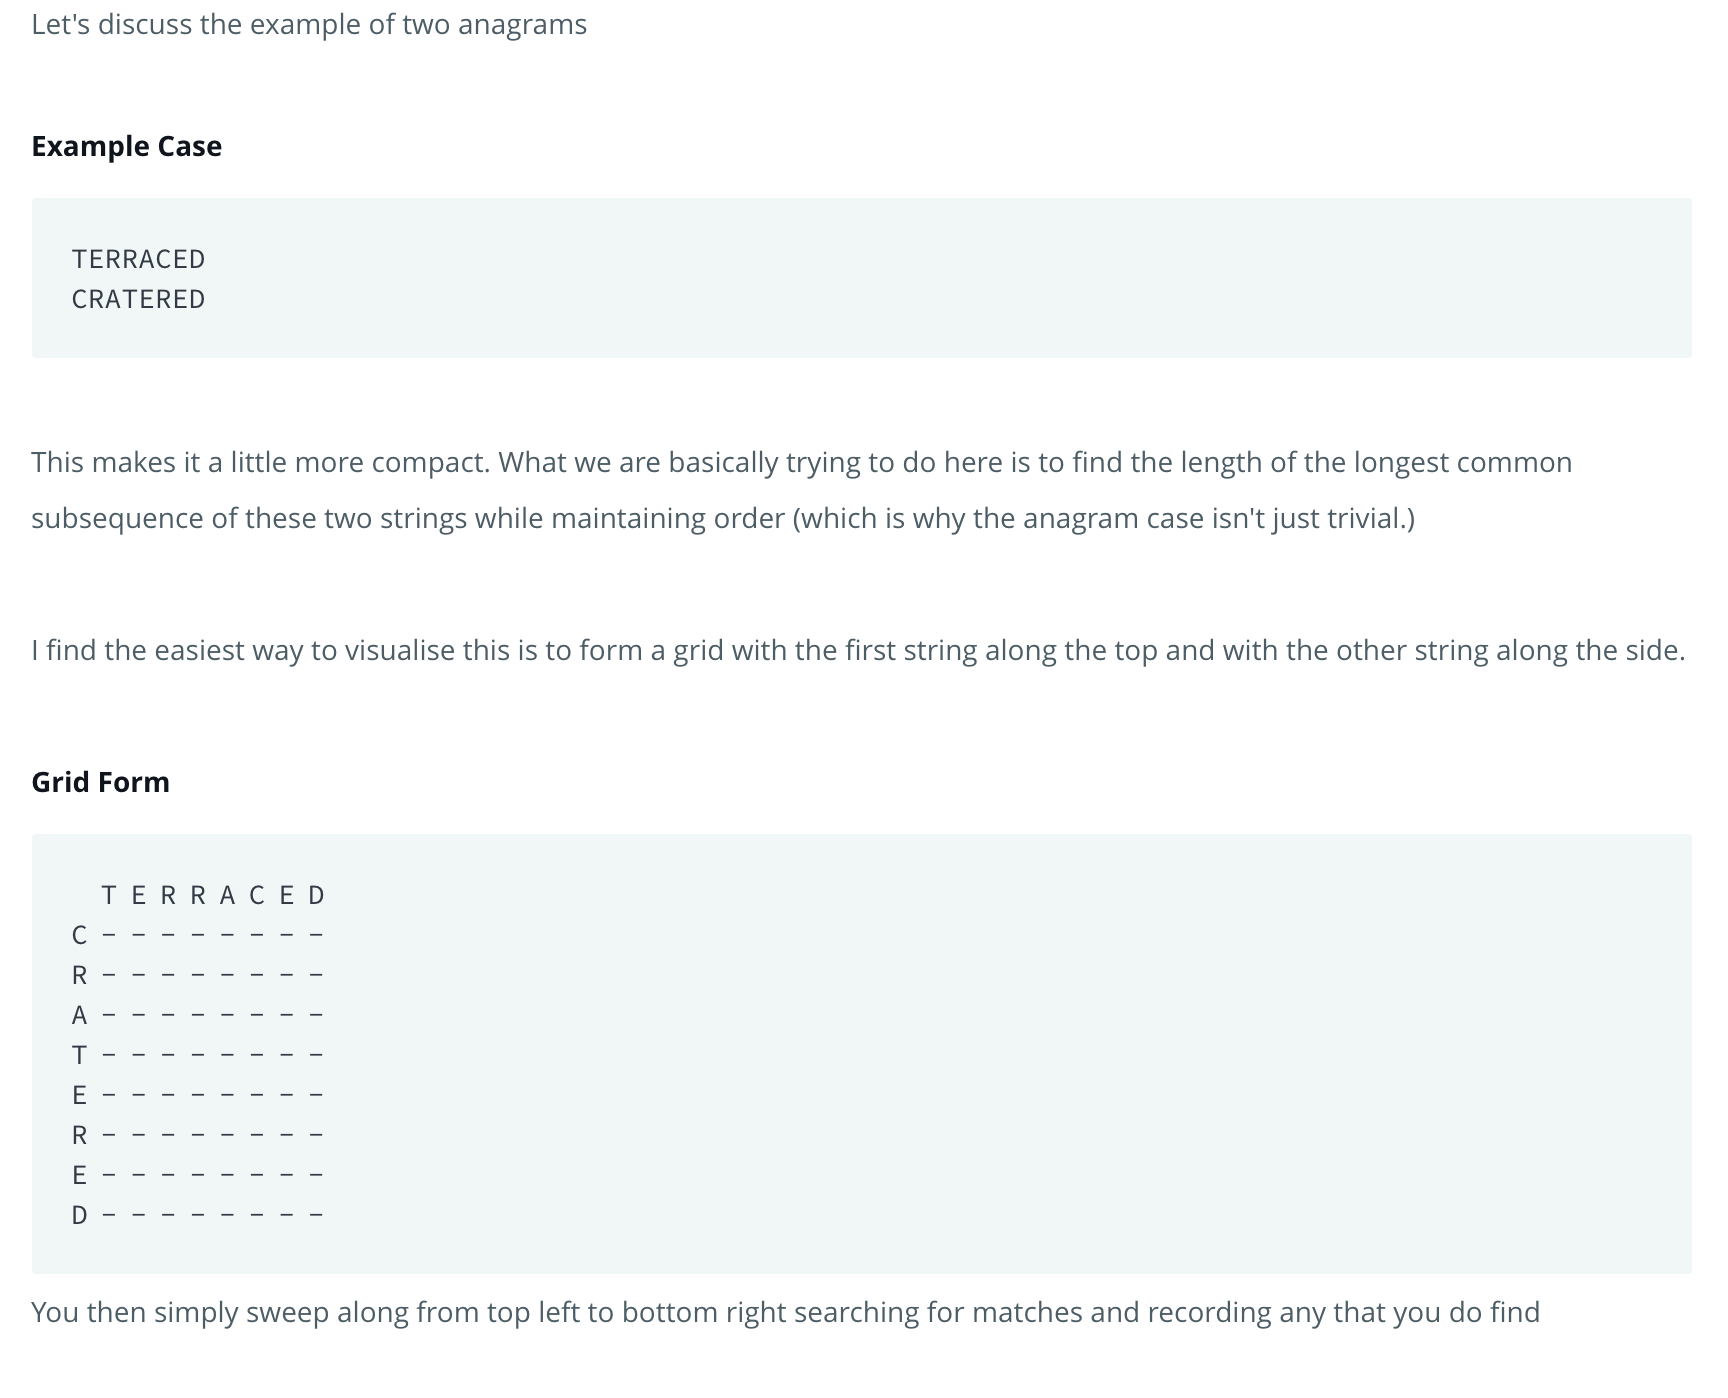 Let's discuss the example of two anagrams
Example Case
TERRACED
CRATERED
This makes it a little more compact. What we are basically trying to do here is to find the length of the longest common
subsequence of these two strings while maintaining order (which is why the anagram case isn't just trivial.)
I find the easiest way to visualise this is to form a grid with the first string along the top and with the other string along the side.
Grid Form
  T E R R A C E D
C - - - - - - - -
R - - - - - - - -
A - - - - - - - -
T - - - - - - - -
E - - - - - - - -
R - - - - - - - -
E - - - - - - - -
D - - - - - - - -
You then simply sweep along from top left to bottom right searching for matches and recording any that you do find